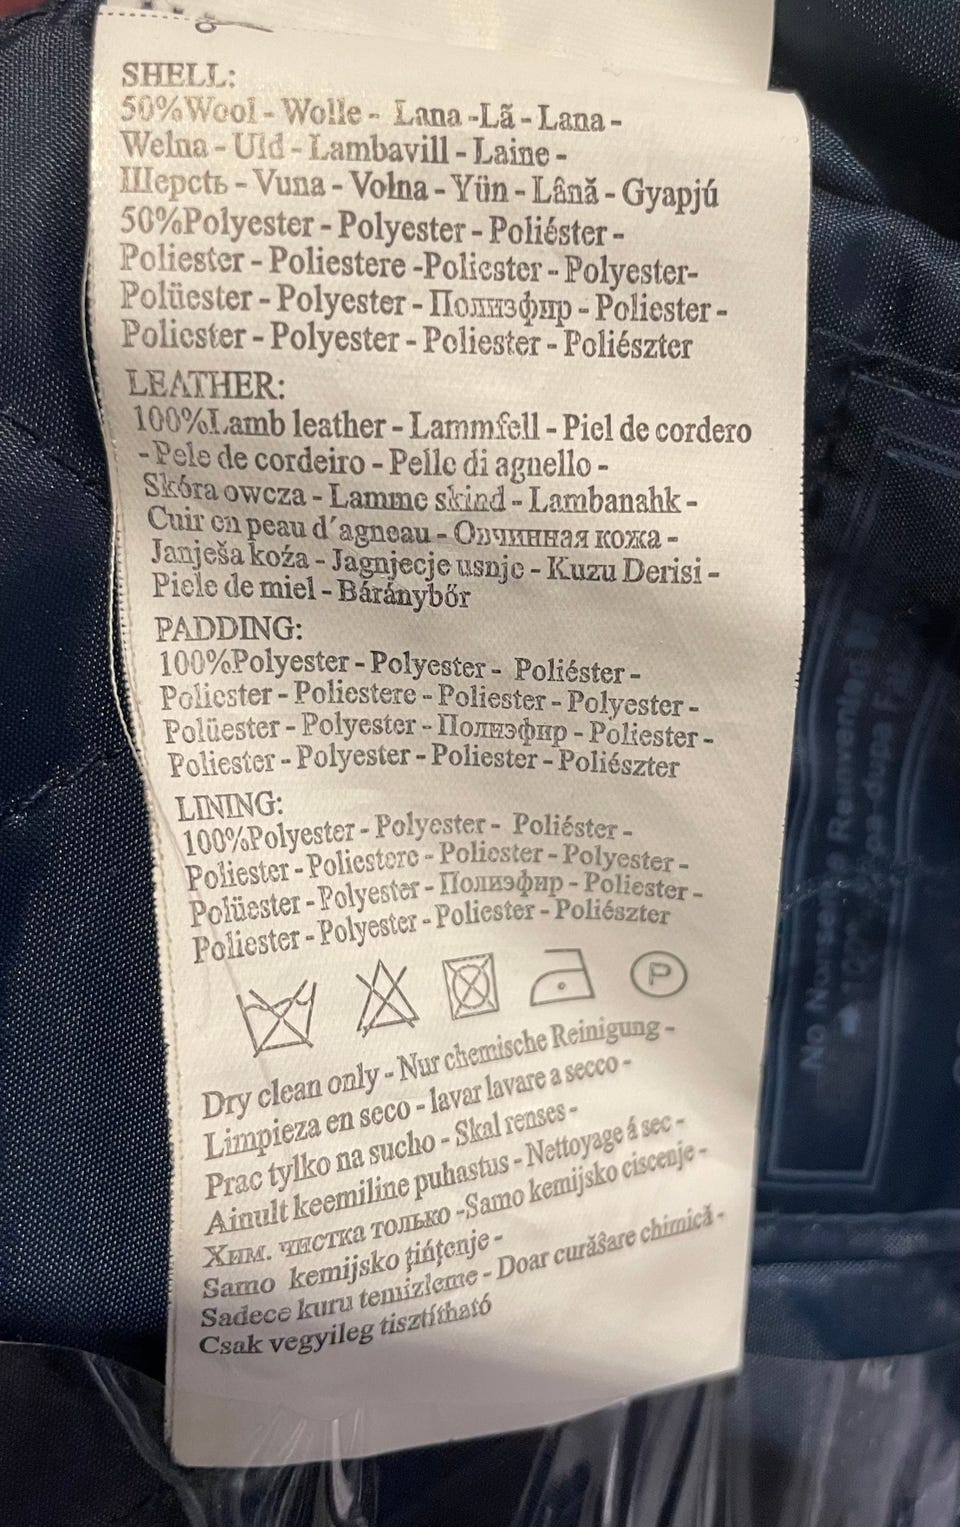 SHELL:
50%Wool - Wolle - Lana -Lã - Lana -
Welna - Uld - Lambavill - Laine -
Шерсть - Vuna - Volna - Yün - Lână - Gyapjú
50%Polyester - Polyester - Poliéster -
Poliester - Poliestere -Poliester - Polyester-
Polüester - Polyester - Полиэфир - Poliester -
Poliester - Polyester - Poliester - Poliészter
LEATHER:
100%Lamb leather - Lammfell - Piel de cordero
- Pele de cordeiro - Pelle di agnello -
Skóra owcza - Lamme skind - Lambanahk -
Cuir en peau d´agneau - Овчинная кожа -
Janješa koźa - Jagnjecje usnje - Kuzu Derisi -
Piele de miel - Báránybőr
PADDING:
100%Polyester - Polyester - Poliéster -
Poliester - Poliestere - Poliester - Polyester -
Polüester - Polyester - Полиэфир - Poliester -
Poliester - Polyester - Poliester - Poliészter
LINING:
100%Polyester - Polyester - Poliéster -
Poliester - Poliestere - Poliester - Polyester -
Polüester - Polyester - Полиэфир - Poliester -
Poliester - Polyester - Poliester - Poliészter
P
Dry clean only - Nur chemische Reinigung -
Limpieza en seco - lavar lavare a secco -
Prac tylko na sucho - Skal renses -
Ainult keemiline puhastus - Nettoyage á sec -
Хим. чистка только -Samo kemijsko ciscenje -
Samo kemijsko ţińţenje -
Sadece kuru temizleme - Doar curăšare chimică -
Csak vegyileg tisztítható